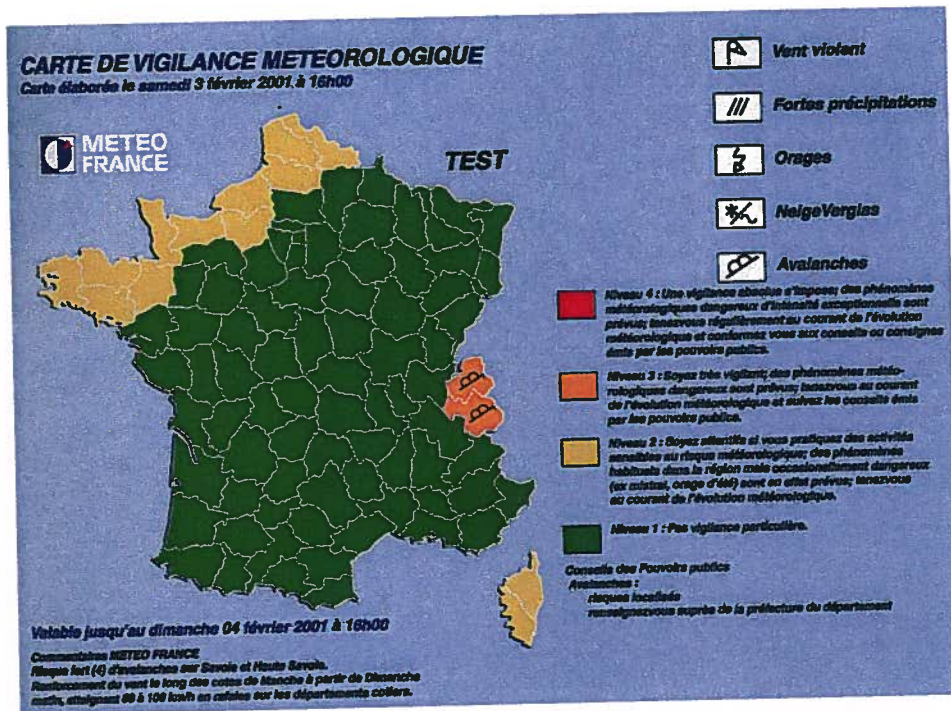 CARTE DE VIGILANCE METEOROLOGIQUE
Carte élaborée le samedi 3 février 2001 à 16h00
METEO
FRANCE
TEST
Vent violent
Fortes précipitations
Orages
NeigeVerglas
Avalanches
Niveau 4 : Une vigilance absolue s'impose; des phénomènes
météorologiques dangereux d'intensité exceptionnelle sont
prévus; tenezvous régulièrement au courant de l'évolution
météorologique et conformez vous aux conseils ou consignes
émis par les pouvoirs publics.
Niveau 3 : Soyez très vigilant; des phénomènes météo-
rologiques dangereux sont prévus; tenezvous au courant
de l'évolution météorologique et suivez les conseils émis
par les pouvoirs publics.
Niveau 2 : Soyez attentifs si vous pratiquez des activités
sensibles au risque météorologique; des phénomènes
habituels dans la région mais occasionellement dangereux
(ex mistral, orage d'été) sont en effet prévus; tenezvous
au courant de l'évolution météorologique.
Niveau 1 : Pas vigilance particulière.
Conseils des Pouvoirs publics
Avalanches :
risques localisés
renseignezvous auprès de la préfecture du département
Valable jusqu'au dimanche 04 février 2001 à 16h00
Commentaires METEO FRANCE
Risque fort (4) d'avalanches sur Savoie et Haute Savoie.
Renforcement du vent le long des cotes de Manche à partir de Dimanche
matin, atteignant à km/h en rafales sur les départements cotiers.